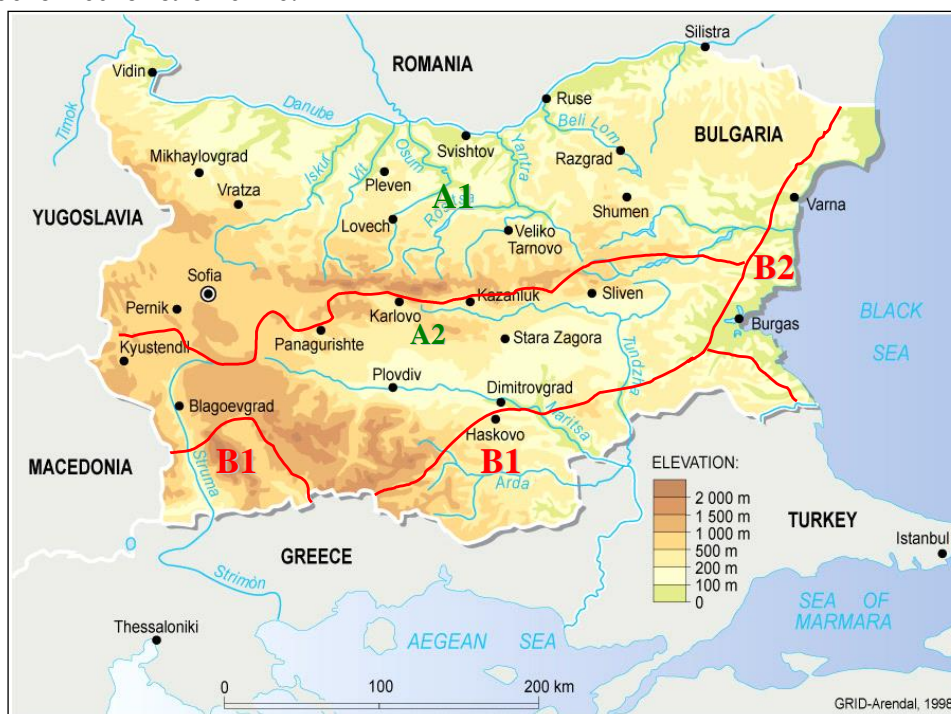 Silistra
ROMANIA
Vidin
Timok
Danube
Ruse
Beli Lom
BULGARIA
Svishtov
Iskur
Vit
Osum
Yantra
Razgrad
Mikhaylovgrad
Vratza
Pleven
A1
Rositsa
Lovech
Shumen
Varna
YUGOSLAVIA
Veliko
Tarnovo
Sofia
B2
Pernik
Karlovo
Kazanluk
Sliven
BLACK
SEA
Panagurishte
A2
Stara Zagora
Burgas
Kyustendil
Tundzha
Plovdiv
Dimitrovgrad
Blagoevgrad
Maritsa
Haskovo
MACEDONIA
Struma
B1
B1
Arda
ELEVATION:
2 000 m
1 500 m
1 000 m
500 m
200 m
100 m
0
TURKEY
Istanbul
GREECE
Strimón
SEA OF
MARMARA
Thessaloniki
AEGEAN SEA
0 100 200 km
GRID-Arendal, 1998